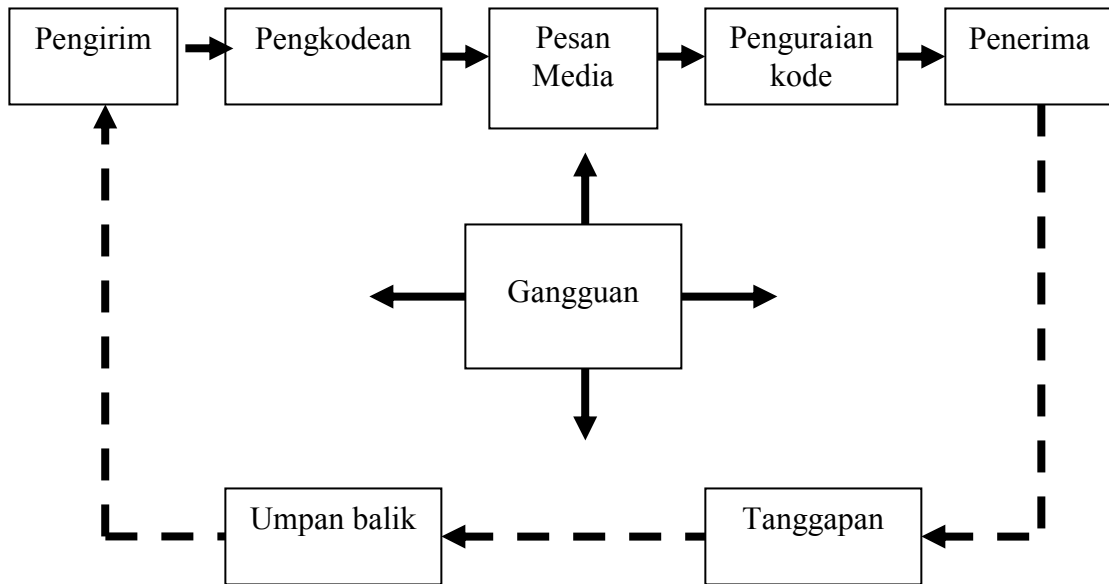 Pengirim
Pengkodean
Pesan
Media
Penguraian
kode
Penerima
Gangguan
Umpan balik
Tanggapan